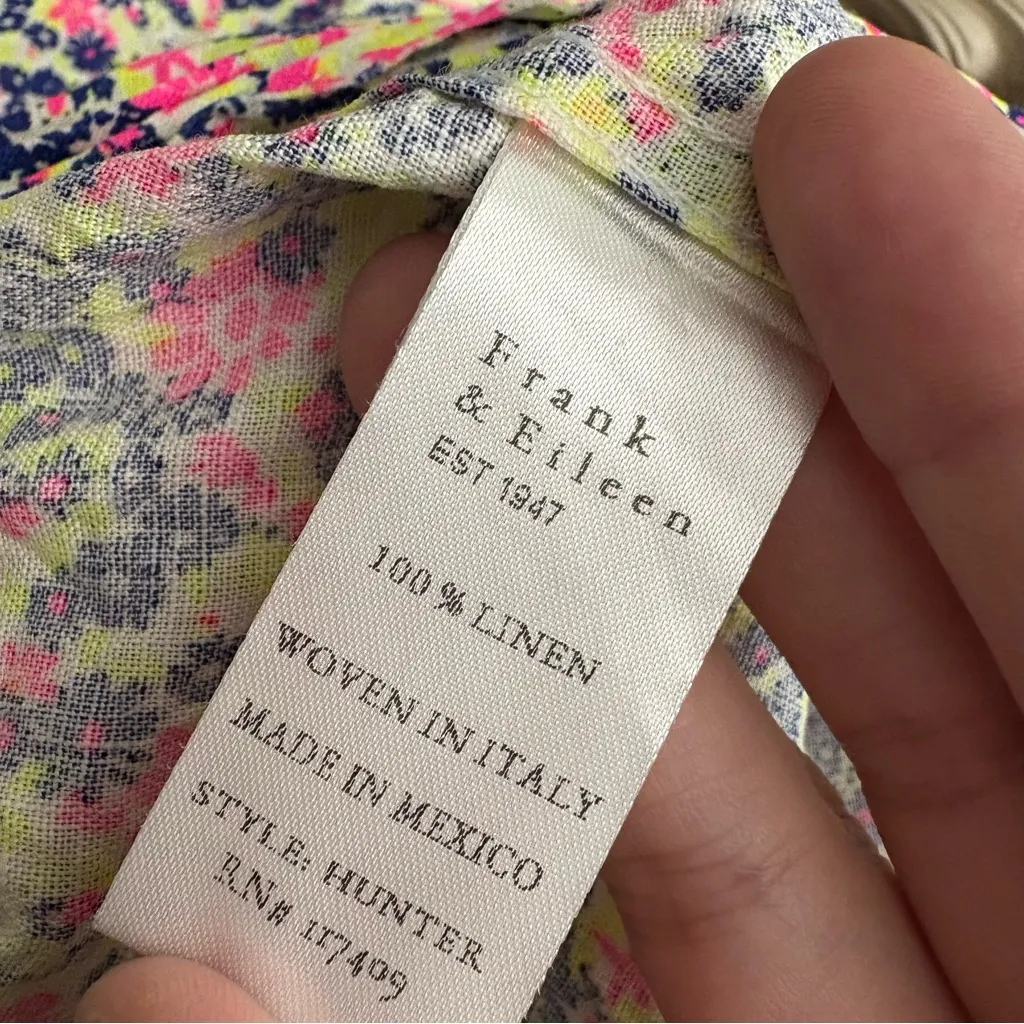 Frank
& Eileen
EST 1947
100% LINEN
WOVEN IN ITALY
MADE IN MEXICO
STYLE: HUNTER
RN# 117409